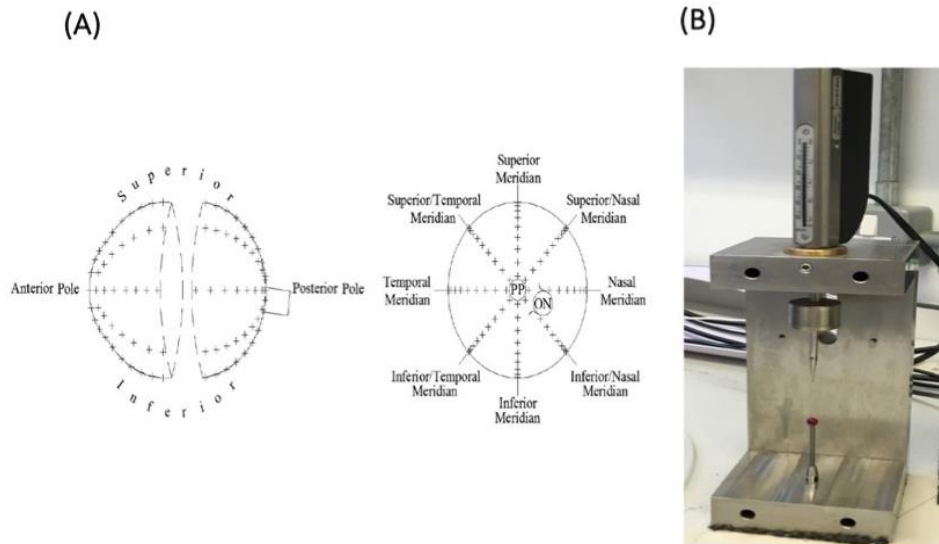 (A)
(B)
Superior
Anterior Pole
Posterior Pole
Inferior
Superior
Meridian
Superior/Temporal
Meridian
Superior/Nasal
Meridian
Temporal
Meridian
PP
ON
Nasal
Meridian
Inferior/Temporal
Meridian
Inferior/Nasal
Meridian
Inferior
Meridian